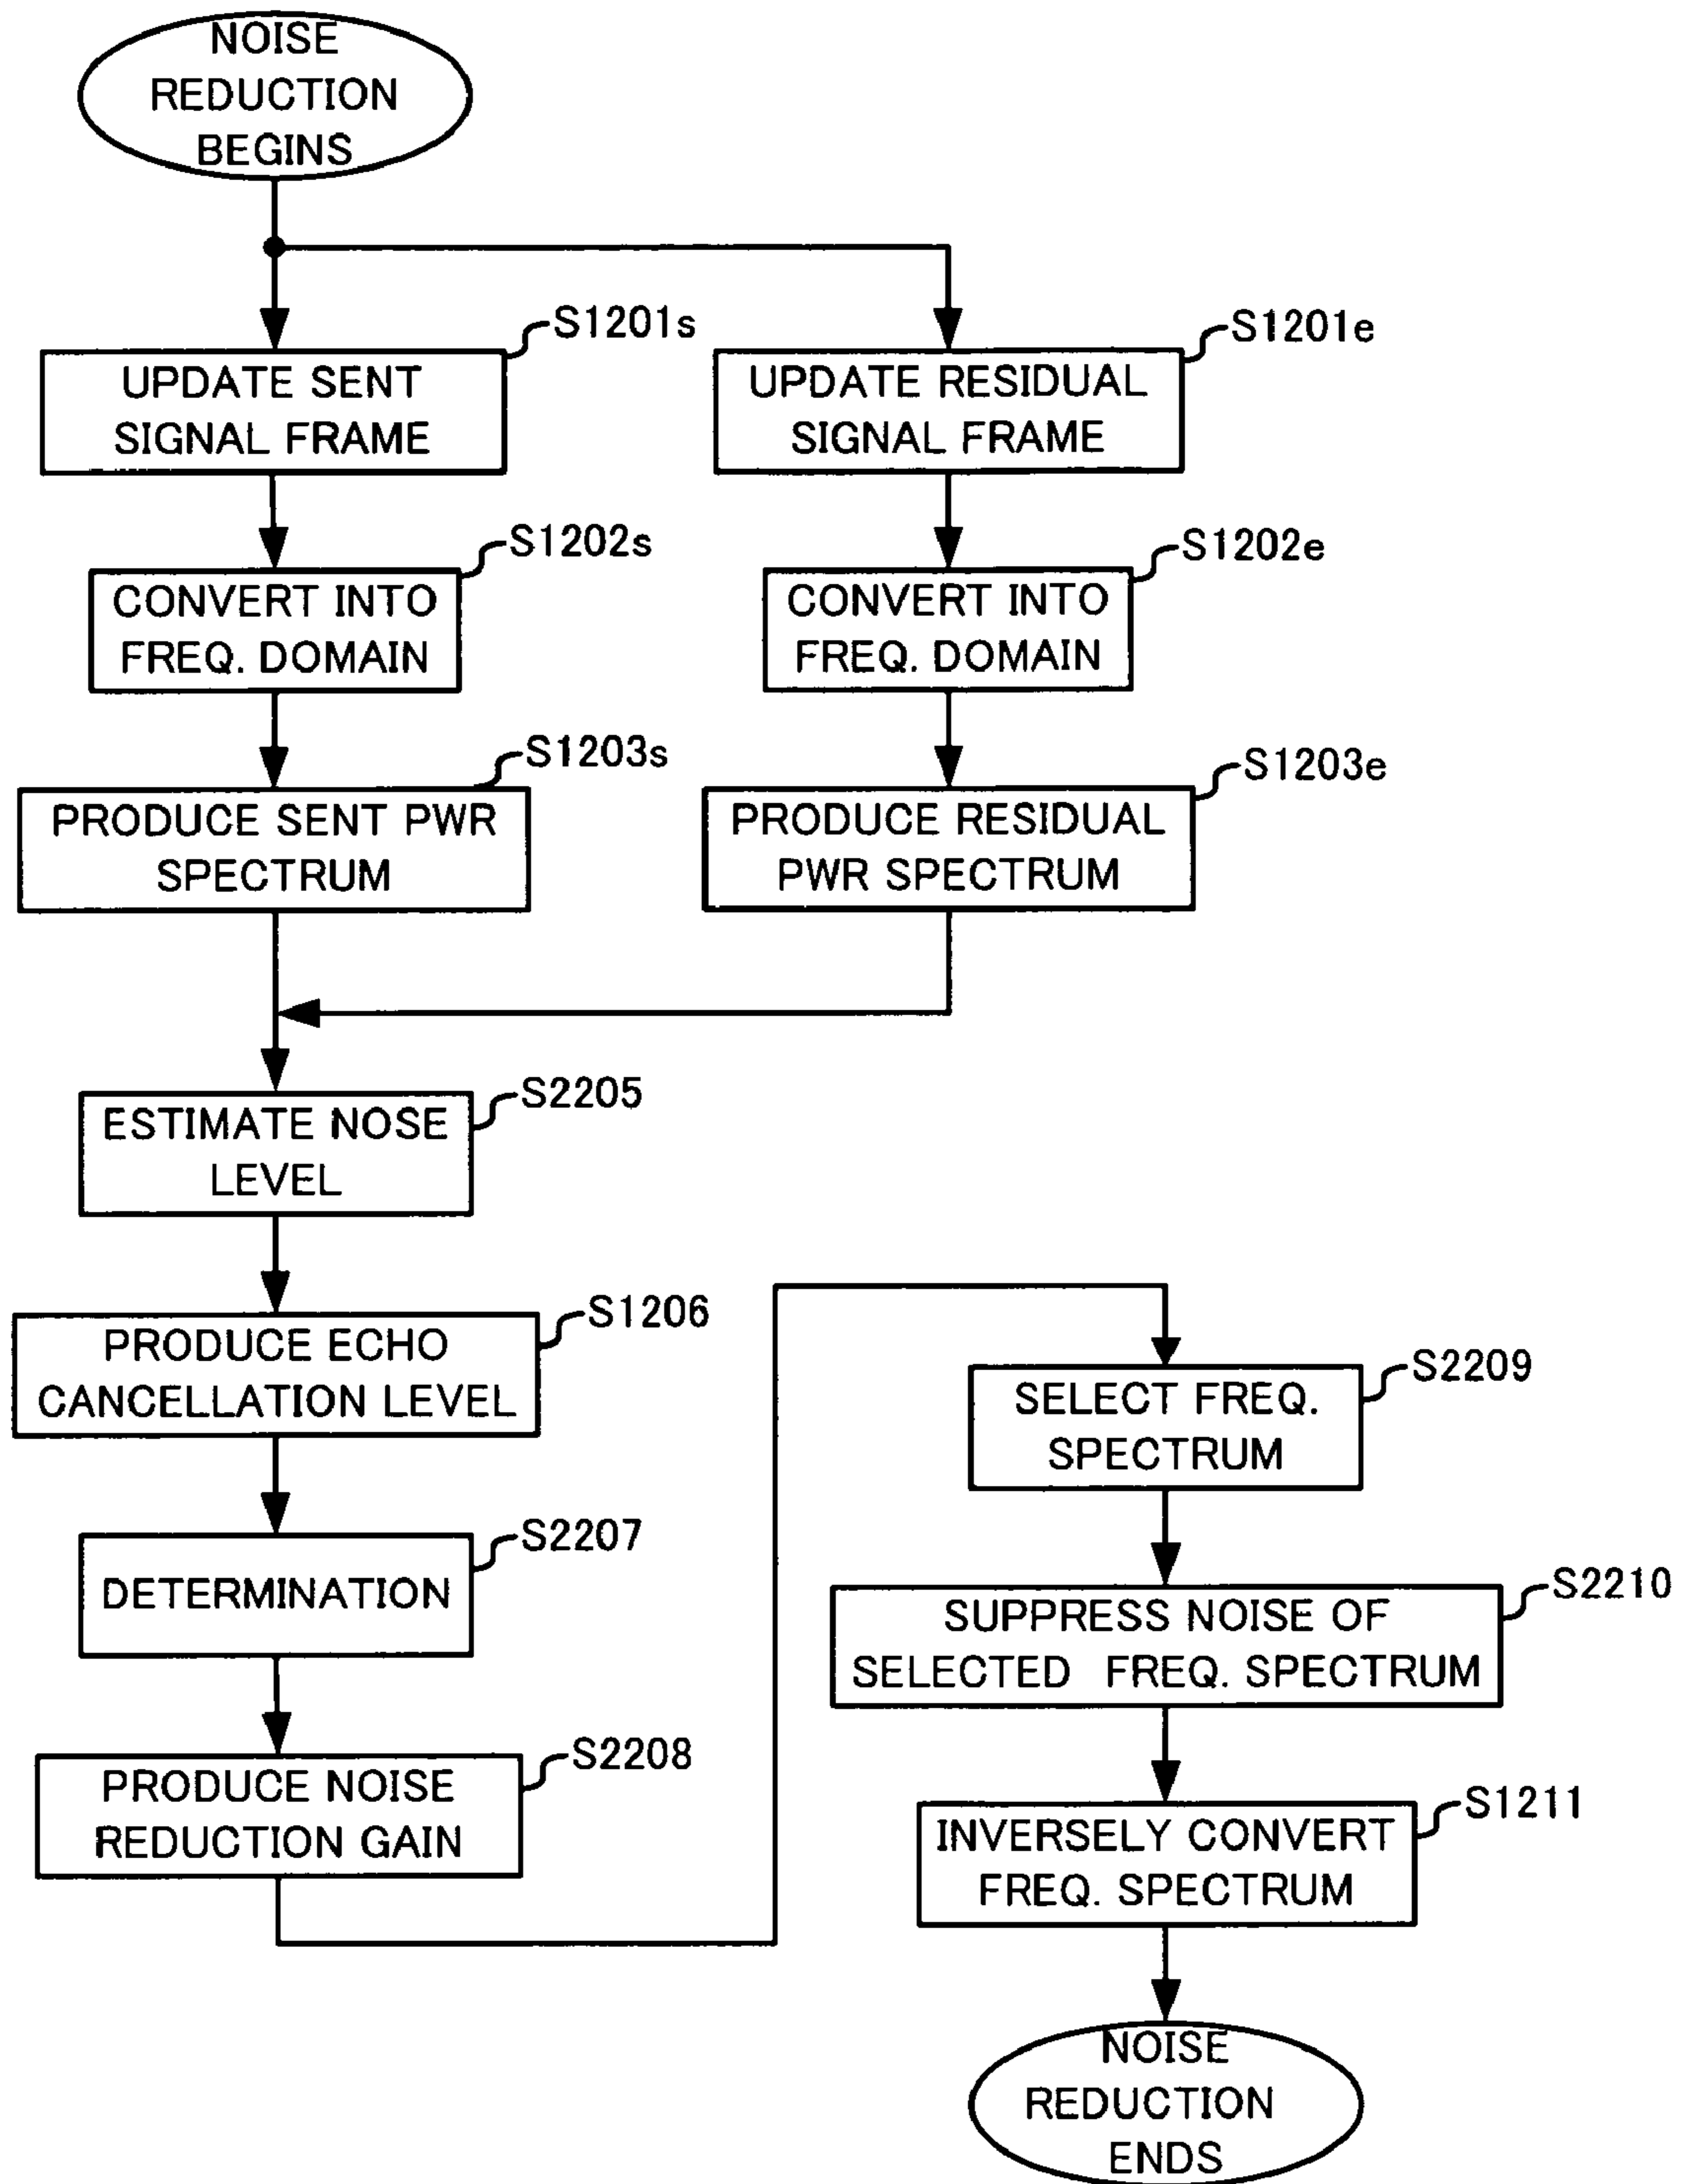 NOISE
REDUCTION
BEGINS
S1201s
UPDATE SENT
SIGNAL FRAME
S1201e
UPDATE RESIDUAL
SIGNAL FRAME
S1202s
CONVERT INTO
FREQ. DOMAIN
S1202e
CONVERT INTO
FREQ. DOMAIN
S1203s
PRODUCE SENT PWR
SPECTRUM
S1203e
PRODUCE RESIDUAL
PWR SPECTRUM
S2205
ESTIMATE NOSE
LEVEL
S1206
PRODUCE ECHO
CANCELLATION LEVEL
S2207
DETERMINATION
S2208
PRODUCE NOISE
REDUCTION GAIN
S2209
SELECT FREQ.
SPECTRUM
S2210
SUPPRESS NOISE OF
SELECTED FREQ. SPECTRUM
S1211
INVERSELY CONVERT
FREQ. SPECTRUM
NOISE
REDUCTION
ENDS